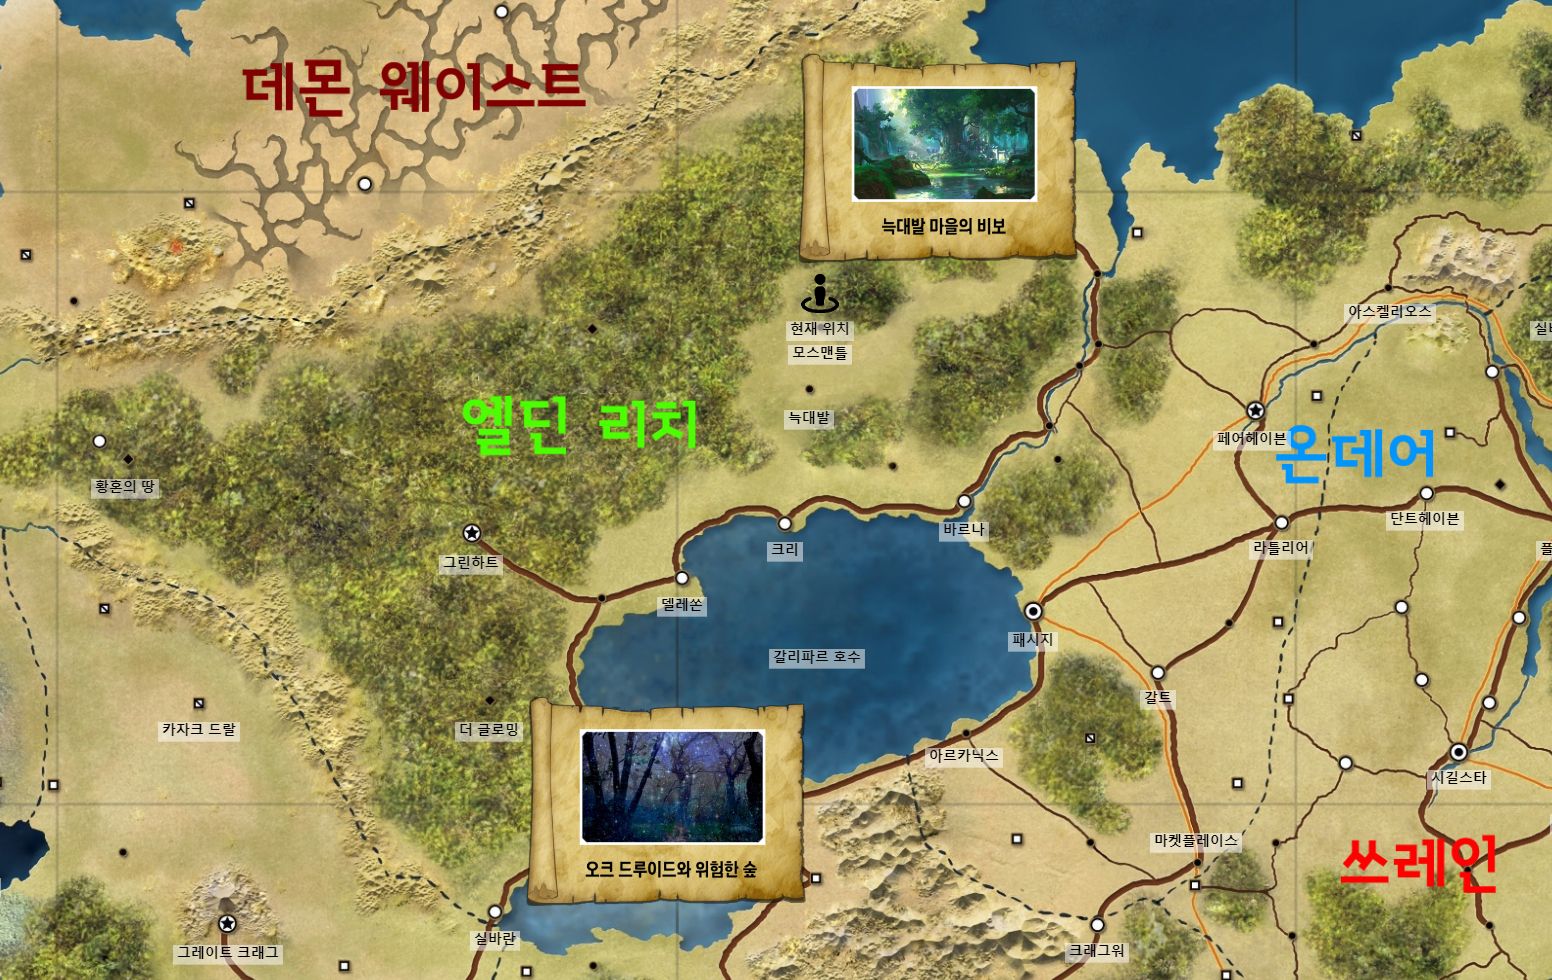 데몬 웨이스트
늑대발 마을의 비보
현재 위치
모스맨틀
아스켈리오스
늑대발
엘딘 리치
페어헤이븐
온데어
황혼의 땅
단트헤이븐
바르나
크리
라틀리어
그린하트
델레쏜
패시지
갈리파르 호수
갈트
카자크 드랄
더 글로밍
아르카닉스
시길스타
마켓플레이스
쓰레인
오크 드루이드와 위험한 숲
실바란
그레이트 크래그
크래그워